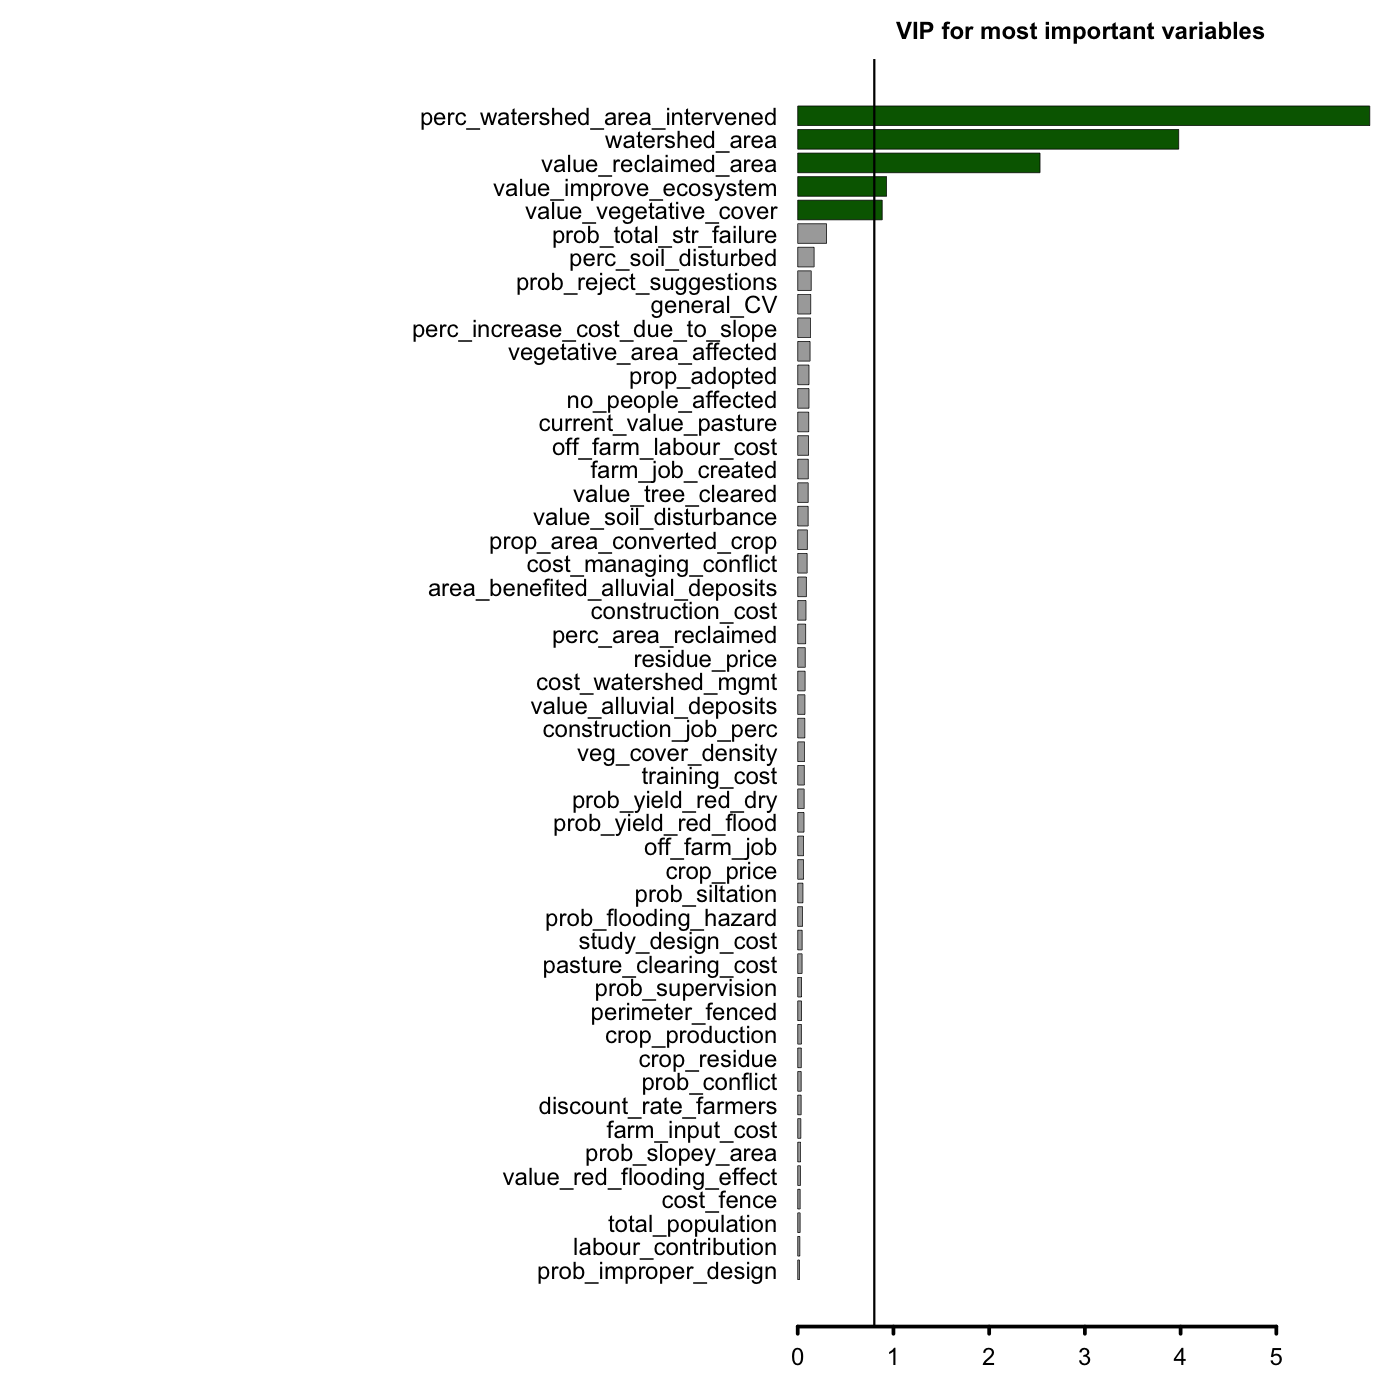 VIP for most important variables
perc_watershed_area_intervened
watershed_area
value_reclaimed_area
value_improve_ecosystem
value_vegetative_cover
prob_total_str_failure
perc_soil_disturbed
prob_reject_suggestions
general_CV
perc_increase_cost_due_to_slope
vegetative_area_affected
prop_adopted
no_people_affected
current_value_pasture
off_farm_labour_cost
farm_job_created
value_tree_cleared
value_soil_disturbance
prop_area_converted_crop
cost_managing_conflict
area_benefited_alluvial_deposits
construction_cost
perc_area_reclaimed
residue_price
cost_watershed_mgmt
value_alluvial_deposits
construction_job_perc
veg_cover_density
training_cost
prob_yield_red_dry
prob_yield_red_flood
off_farm_job
crop_price
prob_siltation
prob_flooding_hazard
study_design_cost
pasture_clearing_cost
prob_supervision
perimeter_fenced
crop_production
crop_residue
prob_conflict
discount_rate_farmers
farm_input_cost
prob_slopey_area
value_red_flooding_effect
cost_fence
total_population
labour_contribution
prob_improper_design
0 1 2 3 4 5